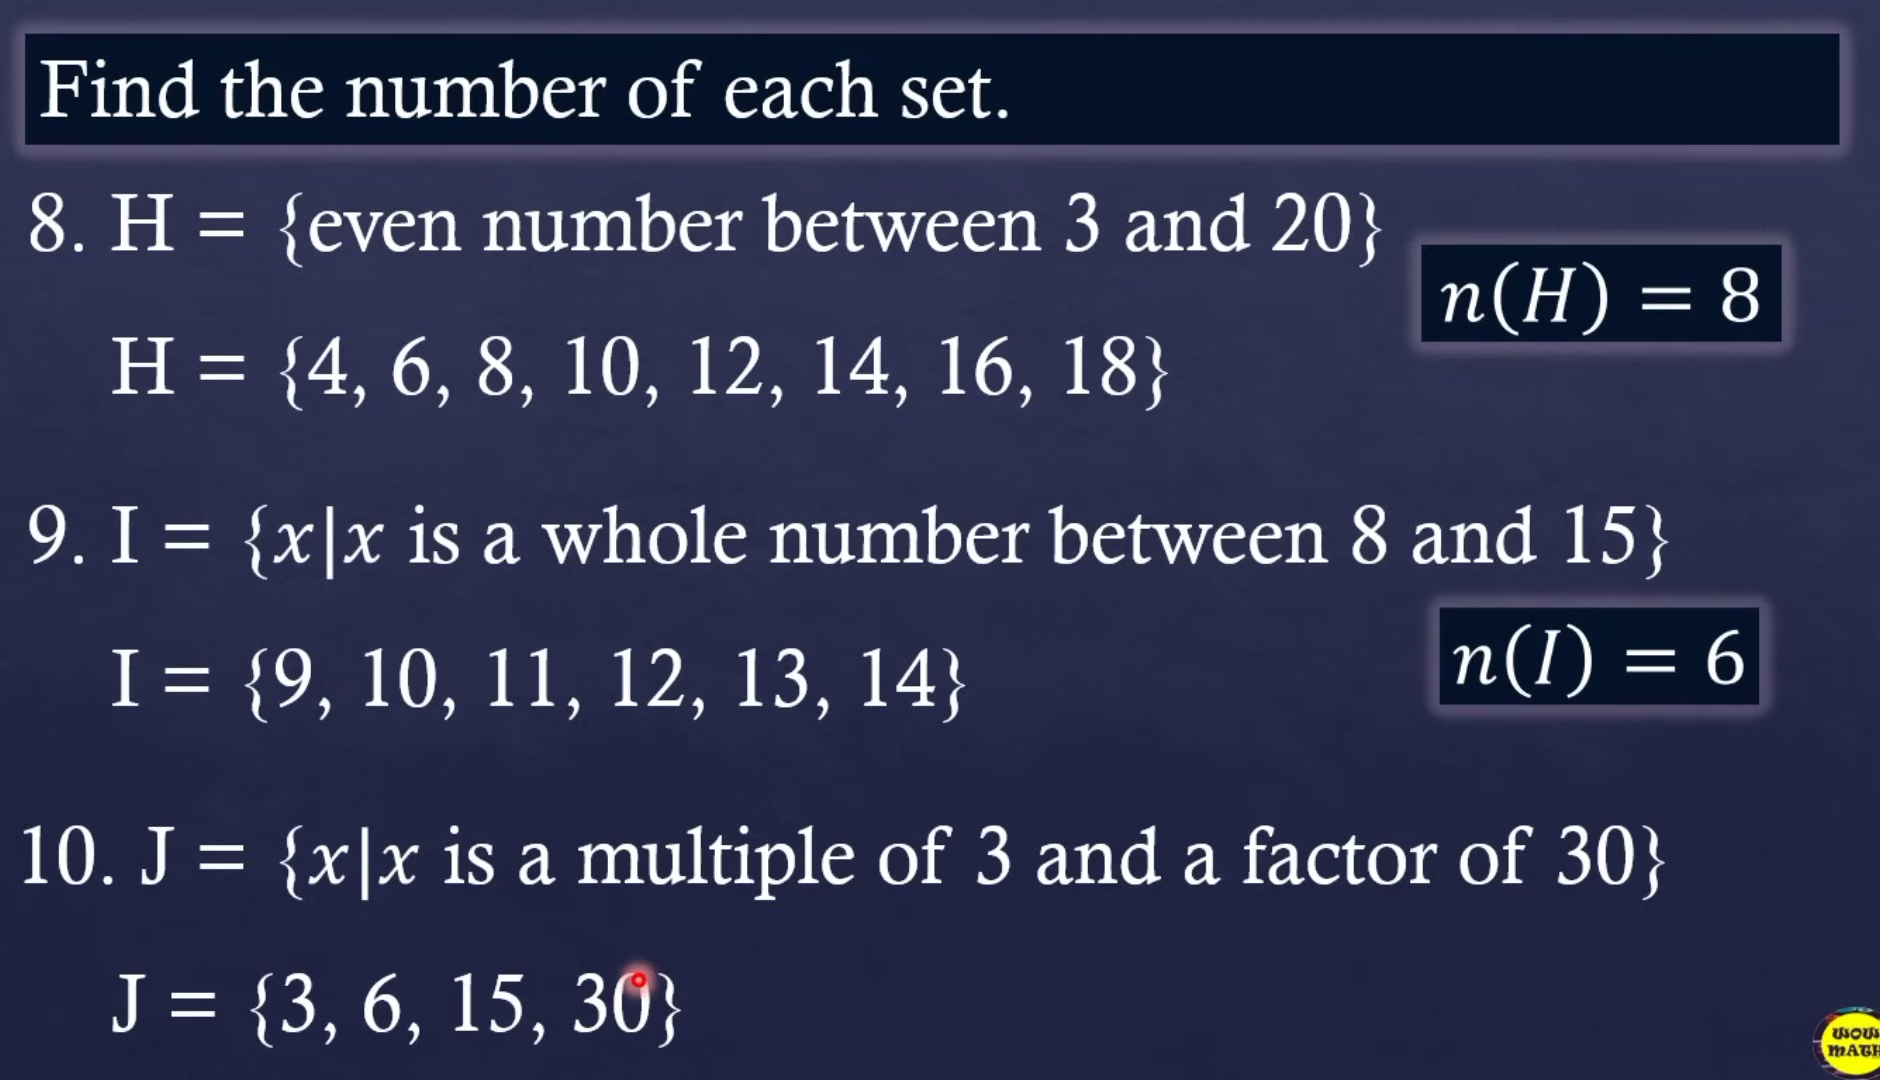 Find the number of each set.
8. H = {even number between 3 and 20}
n(H) = 8
H = {4, 6, 8, 10, 12, 14, 16, 18}
9. I = {x|x is a whole number between 8 and 15}
I = {9, 10, 11, 12, 13, 14}
n(I) = 6
10. J = {x|x is a multiple of 3 and a factor of 30}
J = {3, 6, 15, 30}
WOW
MATH